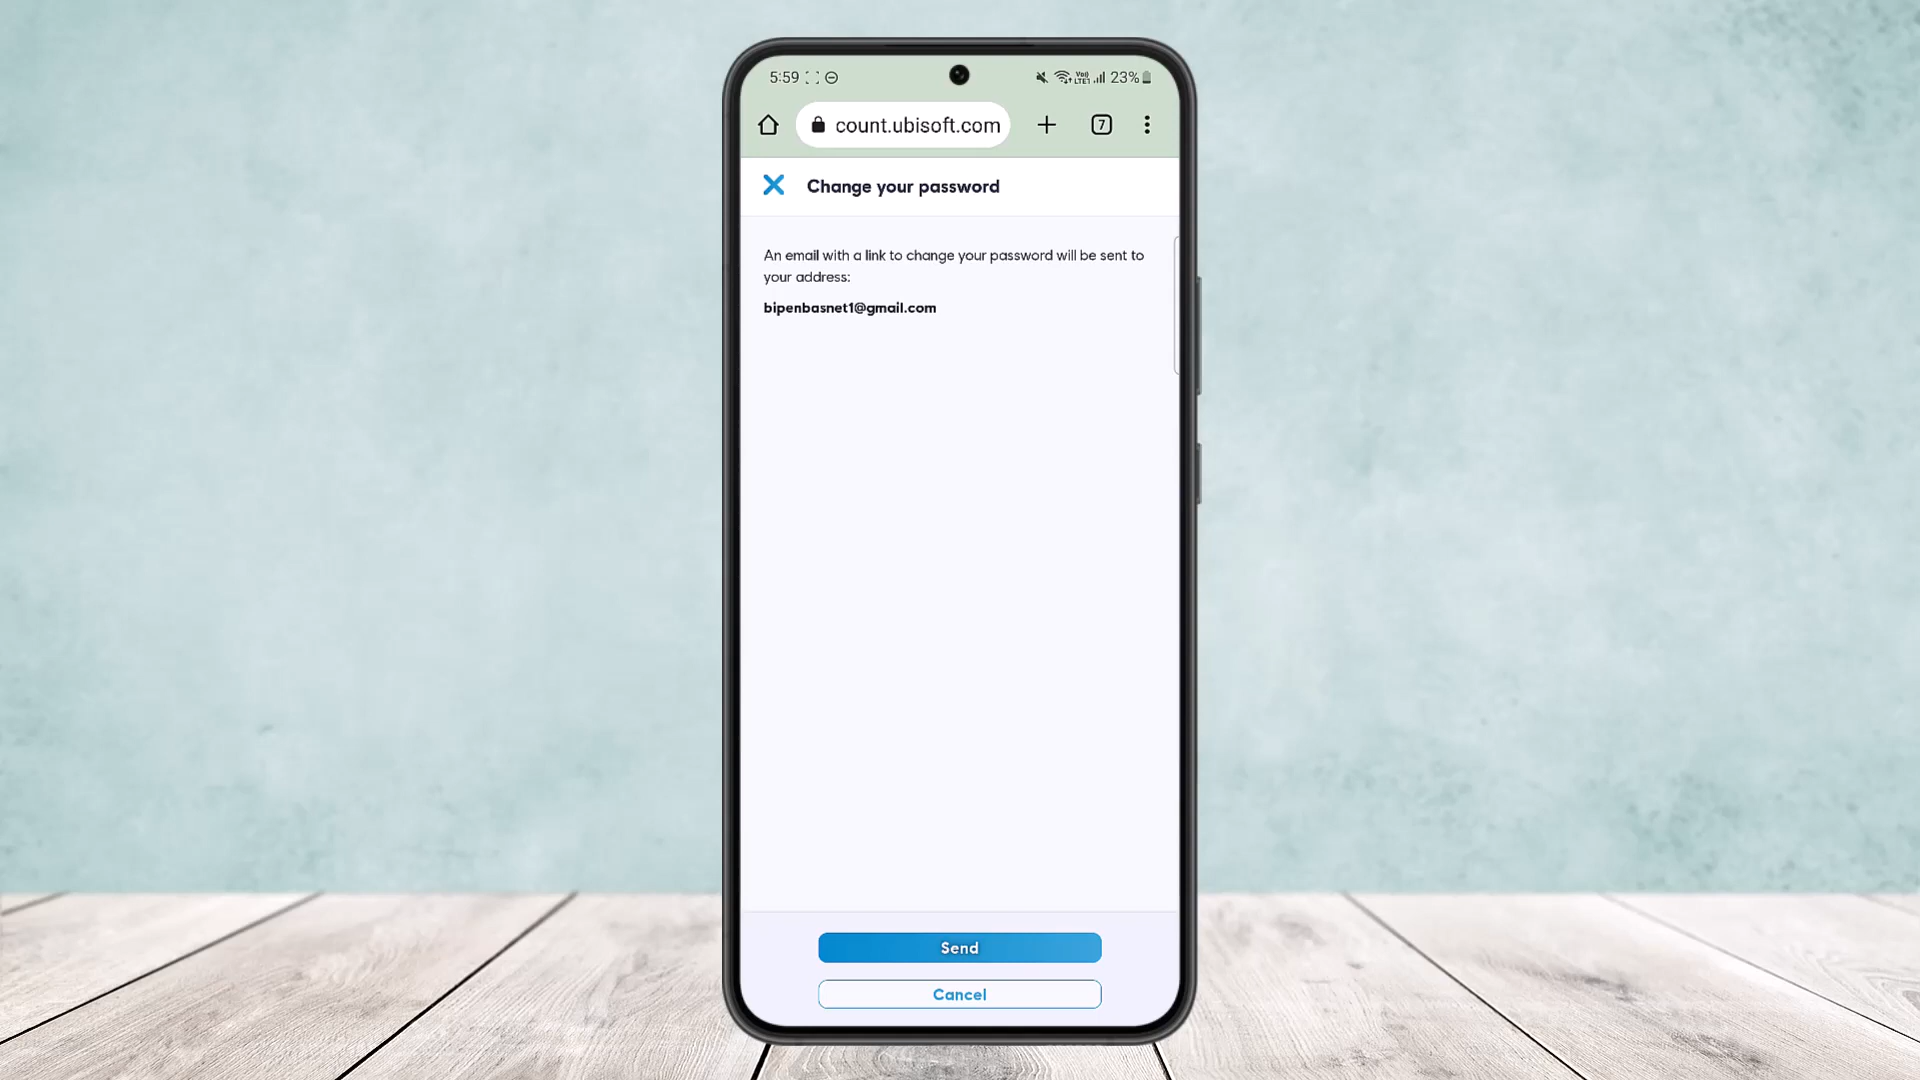 5:59
23%
count.ubisoft.com
7
Change your password
An email with a link to change your password will be sent to
your address:
bipenbasnet1@gmail.com
Send
Cancel